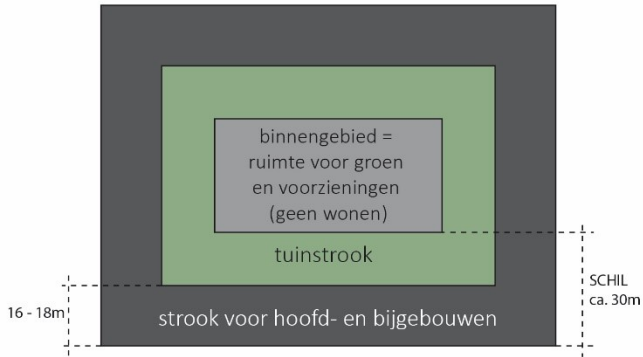 binnengebied =
ruimte voor groen
en voorzieningen
(geen wonen)
tuinstrook
SCHIL
ca. 30m
16 - 18m
strook voor hoofd- en bijgebouwen